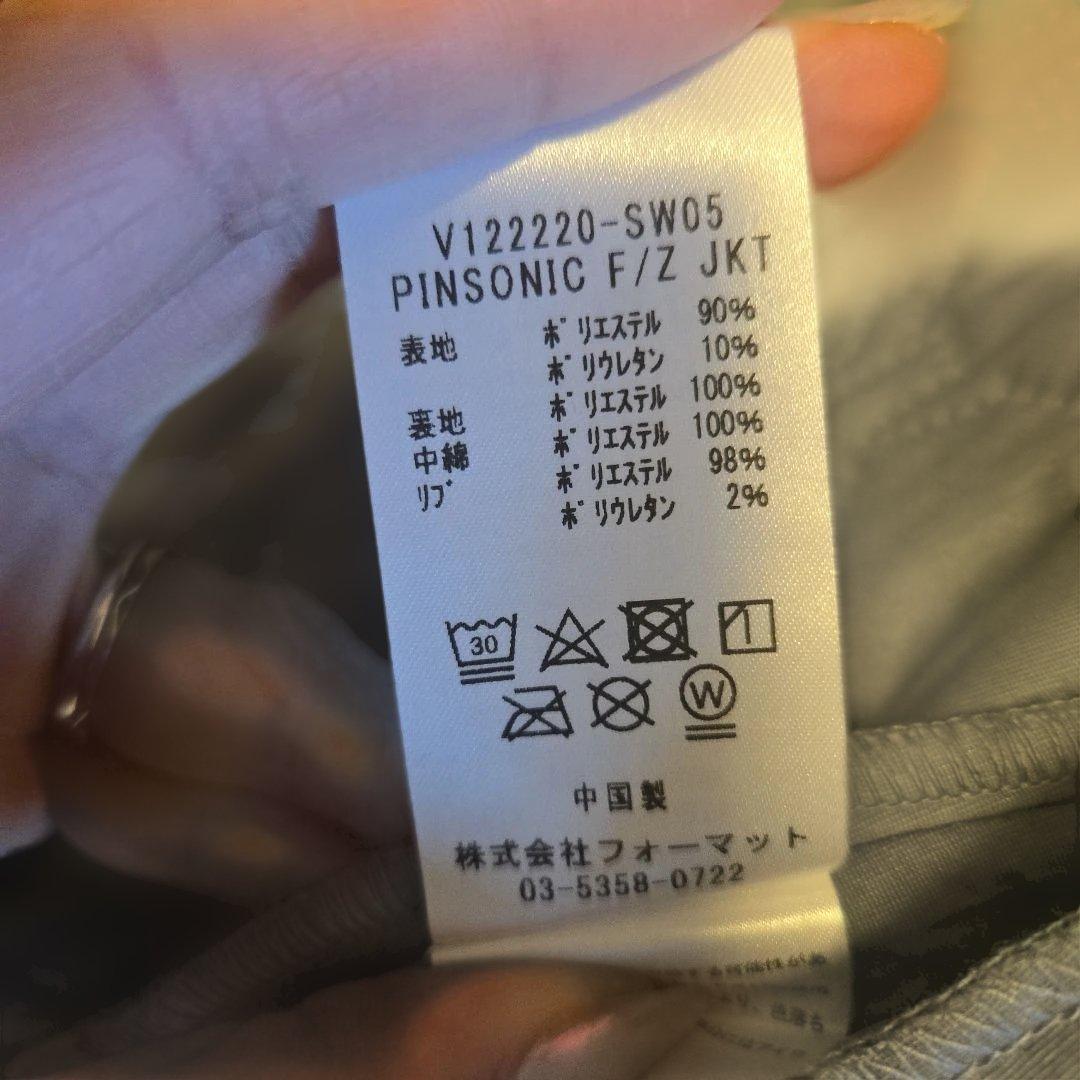 V122220-SW05
PINSONIC F/Z JKT
表地 ポリエステル 90%
ポリウレタン 10%
裏地 ポリエステル 100%
中綿 ポリエステル 100%
リブ ポリエステル 98%
ポリウレタン 2%
30
W
中国製
株式会社フォーマット
03-5358-0722